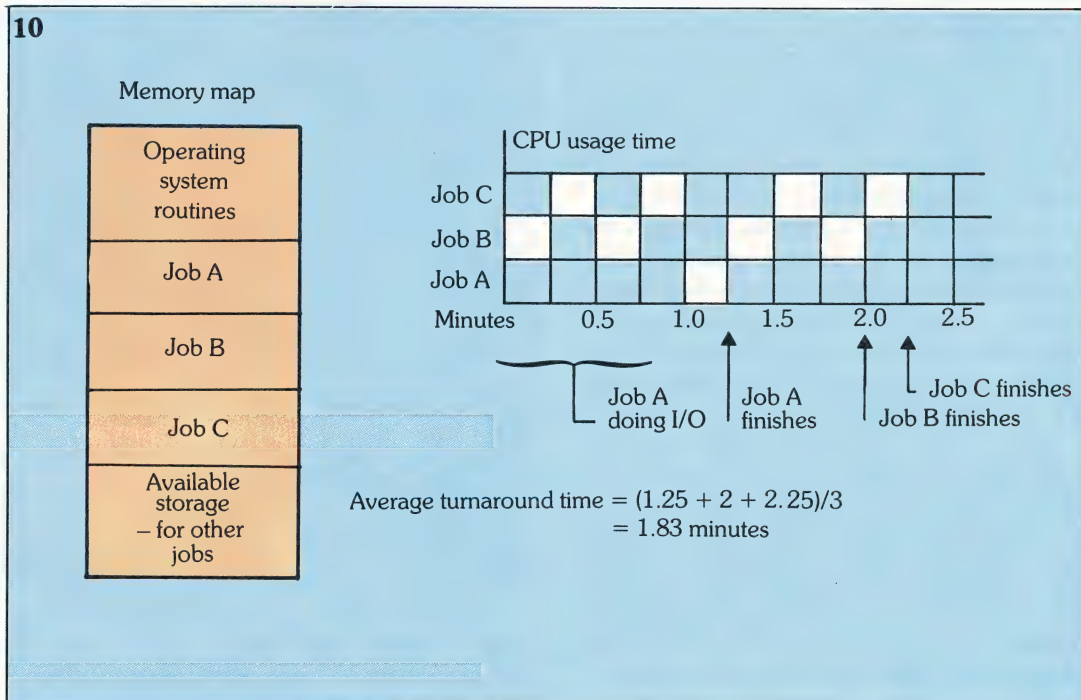 10
Memory map
Operating
system
routines
Job A
Job B
Job C
Available
storage
– for other
jobs
CPU usage time
Job C
Job B
Job A
Minutes 0.5 1.0 1.5 2.0 2.5
Job A
doing I/O
Job A
finishes
Job C finishes
Job B finishes
Average turnaround time = (1.25 + 2 + 2.25)/3
= 1.83 minutes